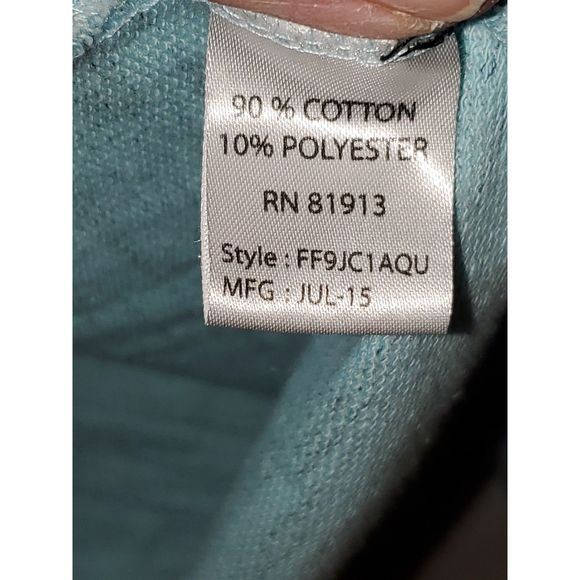 90 % COTTON
10% POLYESTER
RN 81913
Style : FF9JC1AQU
MFG : JUL-15